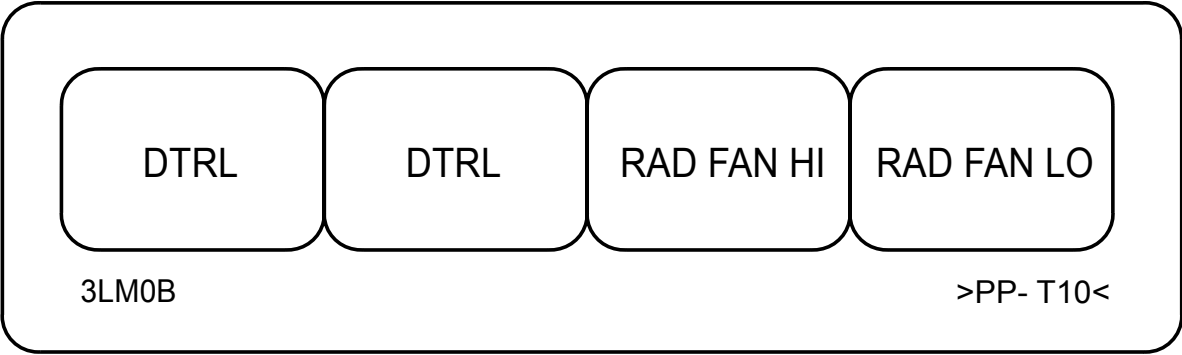 DTRL DTRL RAD FAN HI RAD FAN LO
3LM0B >PP- T10<